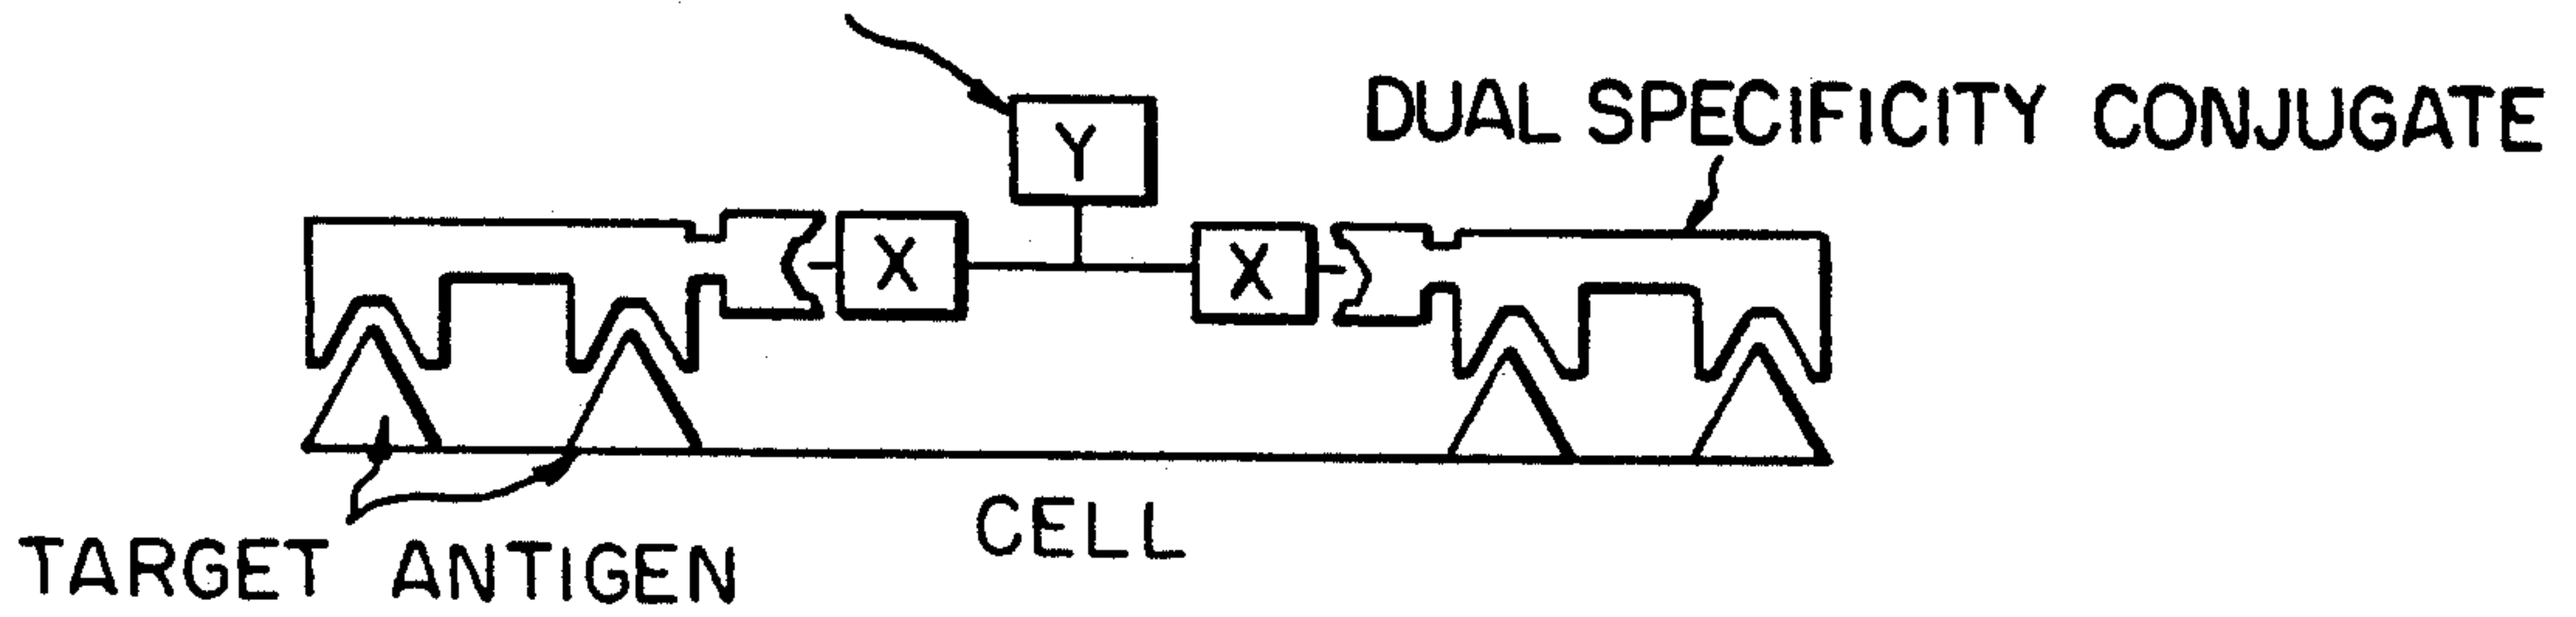 Y
DUAL SPECIFICITY CONJUGATE
X
X
CELL
TARGET ANTIGEN